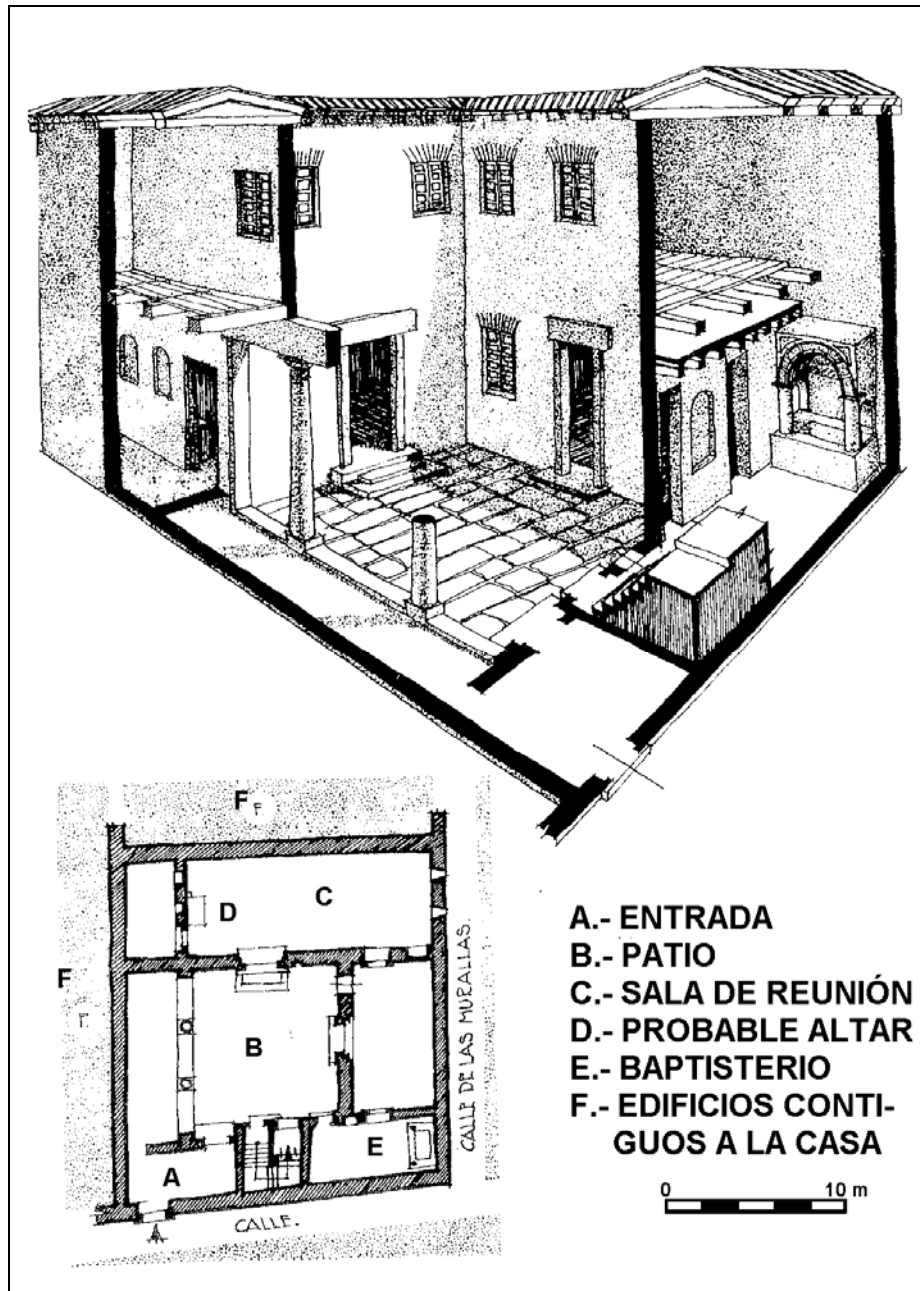 F
F
D
C
F
F
B
CALLE DE LAS MURALLAS.
E
A
CALLE.
A
A.- ENTRADA
B.- PATIO
C.- SALA DE REUNIÓN
D.- PROBABLE ALTAR
E.- BAPTISTERIO
F.- EDIFICIOS CONTI-
GUOS A LA CASA
0 10 m